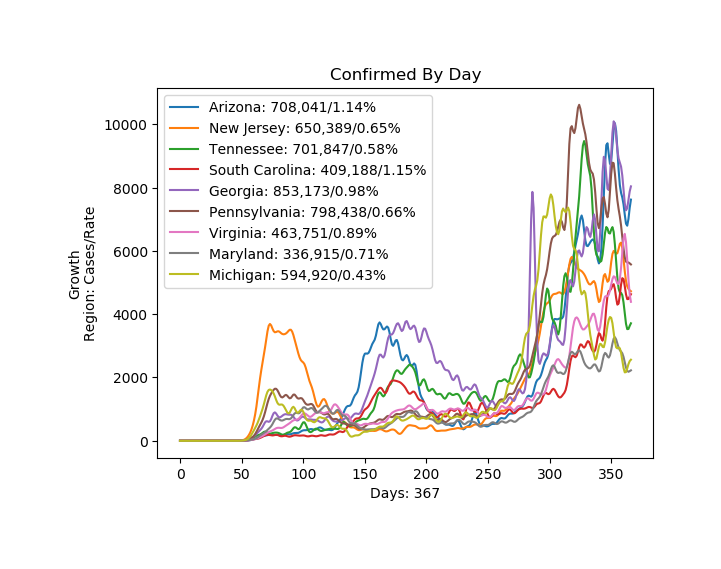 Confirmed By Day
Growth
Region: Cases/Rate
10000
8000
6000
4000
2000
0
Arizona: 708,041/1.14%
New Jersey: 650,389/0.65%
Tennessee: 701,847/0.58%
South Carolina: 409,188/1.15%
Georgia: 853,173/0.98%
Pennsylvania: 798,438/0.66%
Virginia: 463,751/0.89%
Maryland: 336,915/0.71%
Michigan: 594,920/0.43%
0 50 100 150 200 250 300 350
Days: 367